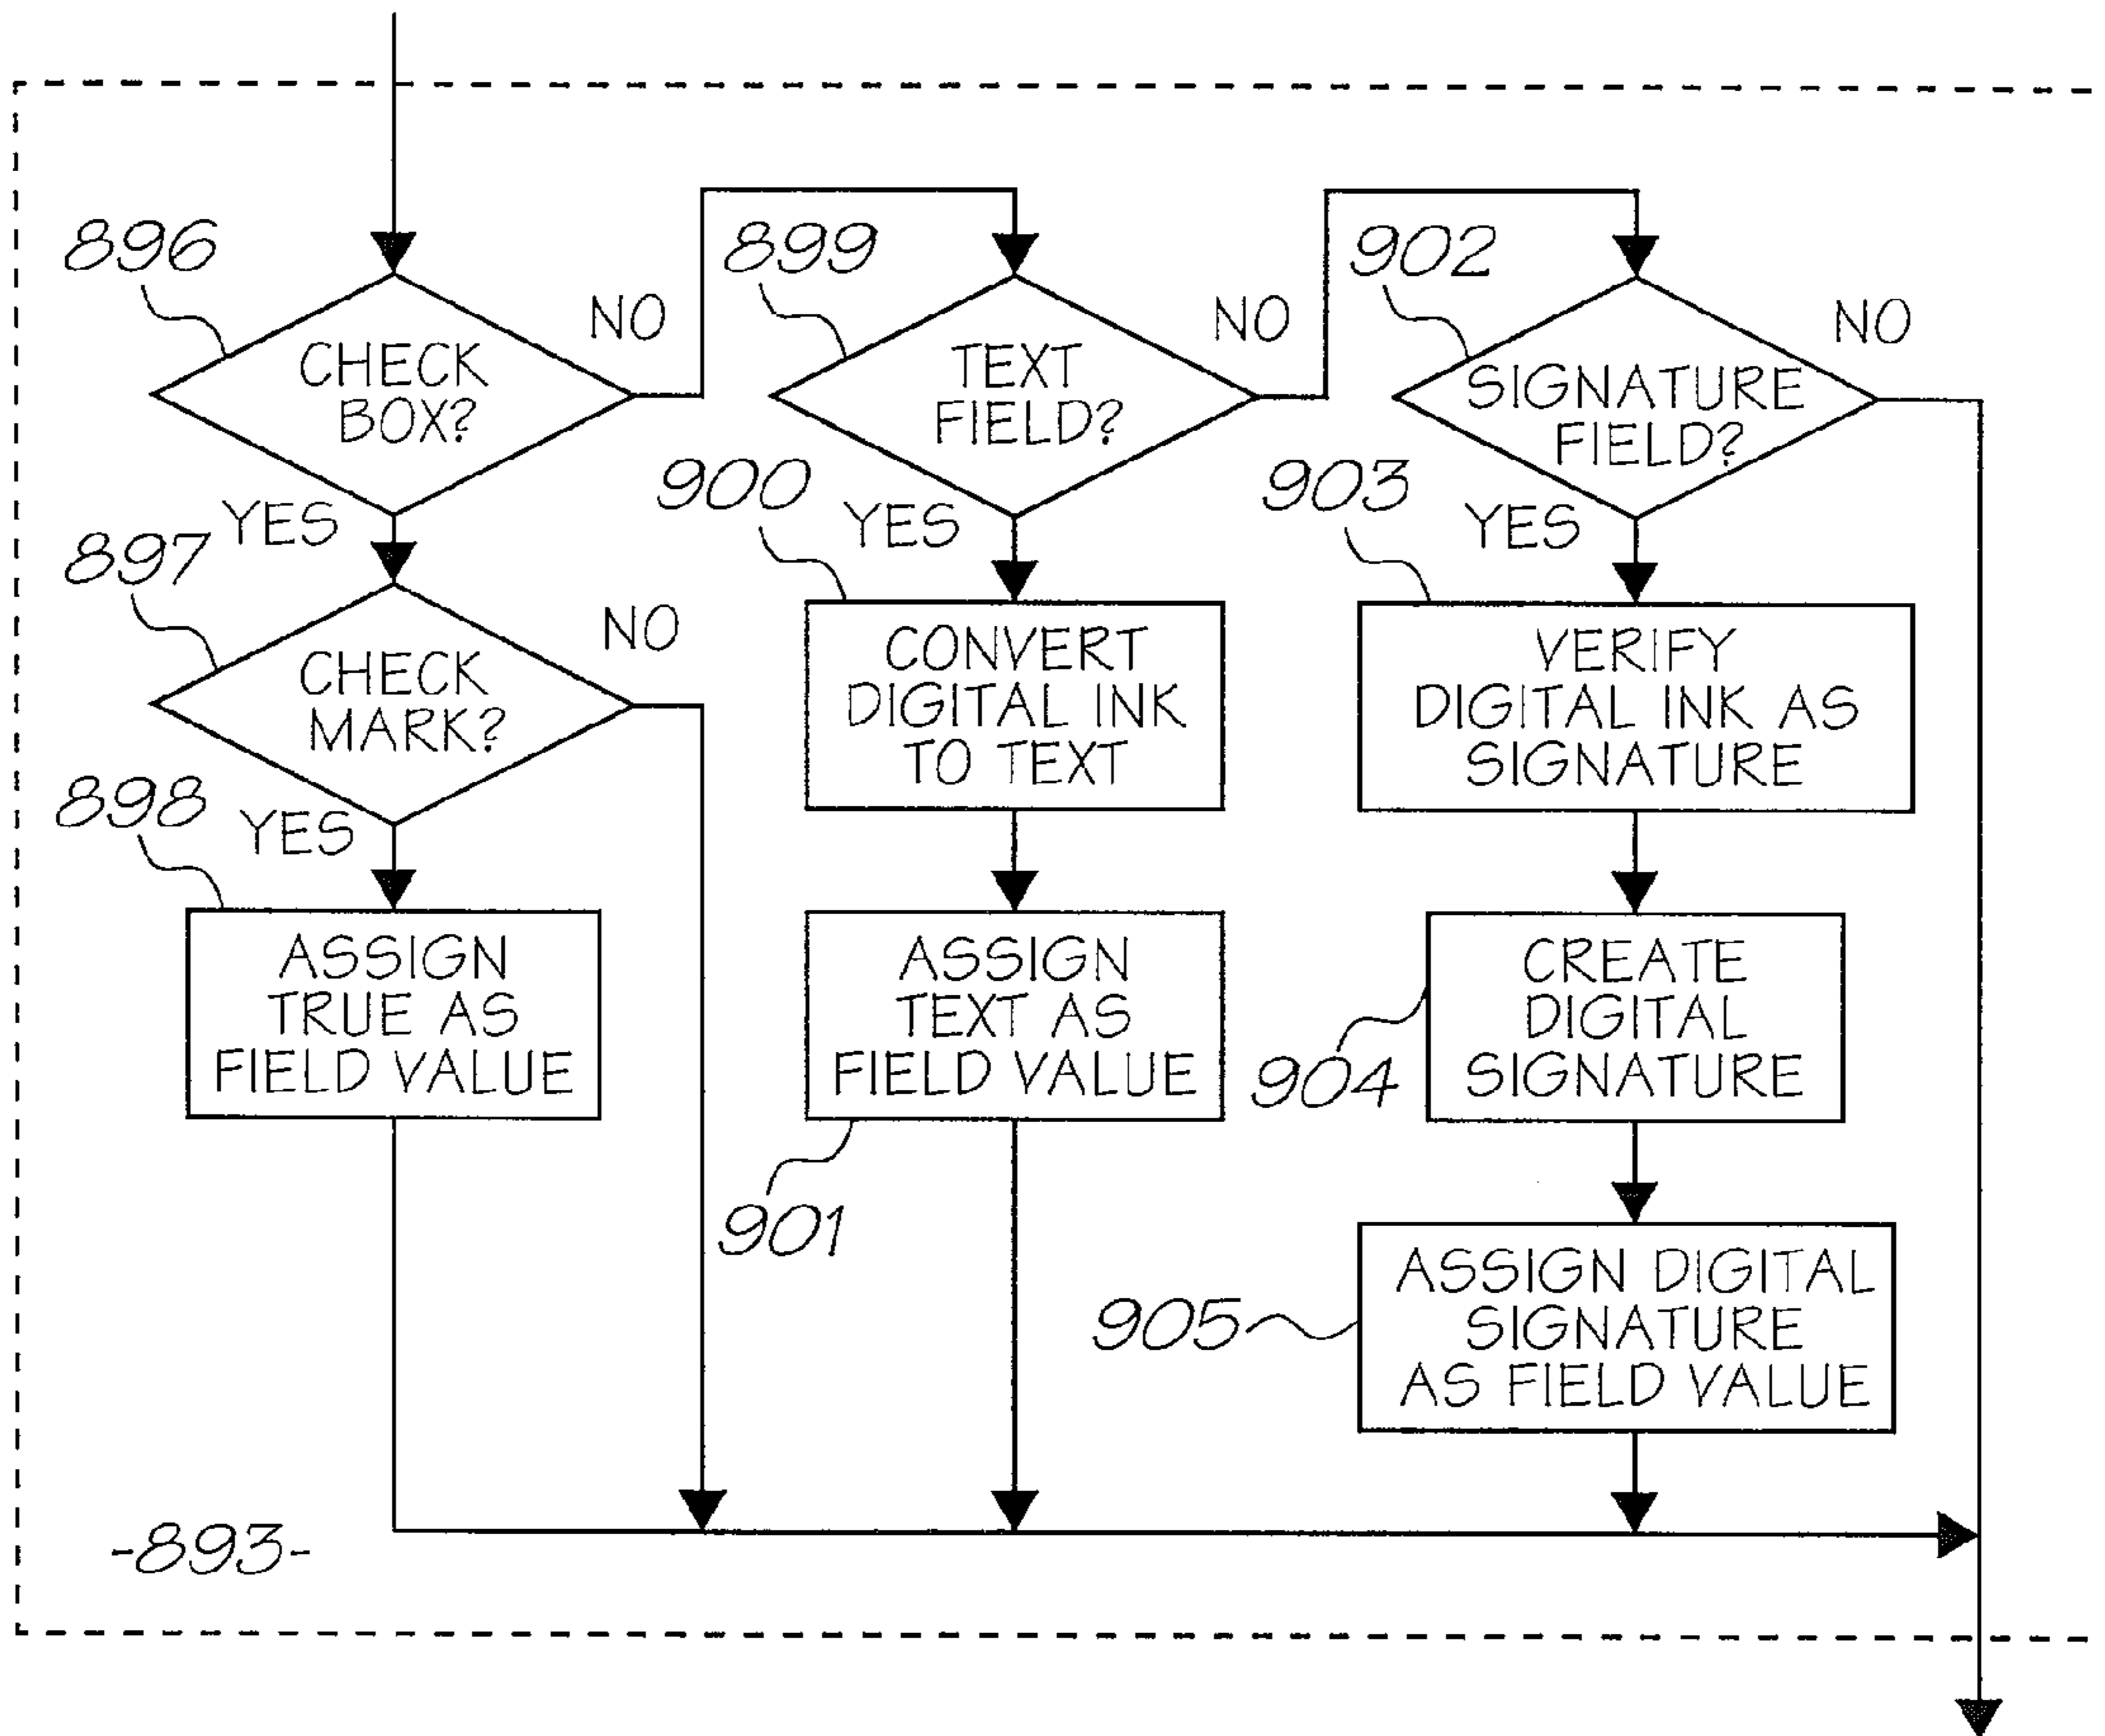 896
CHECK
BOX?
NO
YES
897
CHECK
MARK?
NO
YES
898
ASSIGN
TRUE AS
FIELD VALUE
899
TEXT
FIELD?
NO
YES
900
CONVERT
DIGITAL INK
TO TEXT
ASSIGN
TEXT AS
FIELD VALUE
901
902
SIGNATURE
FIELD?
NO
YES
903
VERIFY
DIGITAL INK AS
SIGNATURE
CREATE
DIGITAL
SIGNATURE
904
ASSIGN DIGITAL
SIGNATURE
AS FIELD VALUE
905
-893-